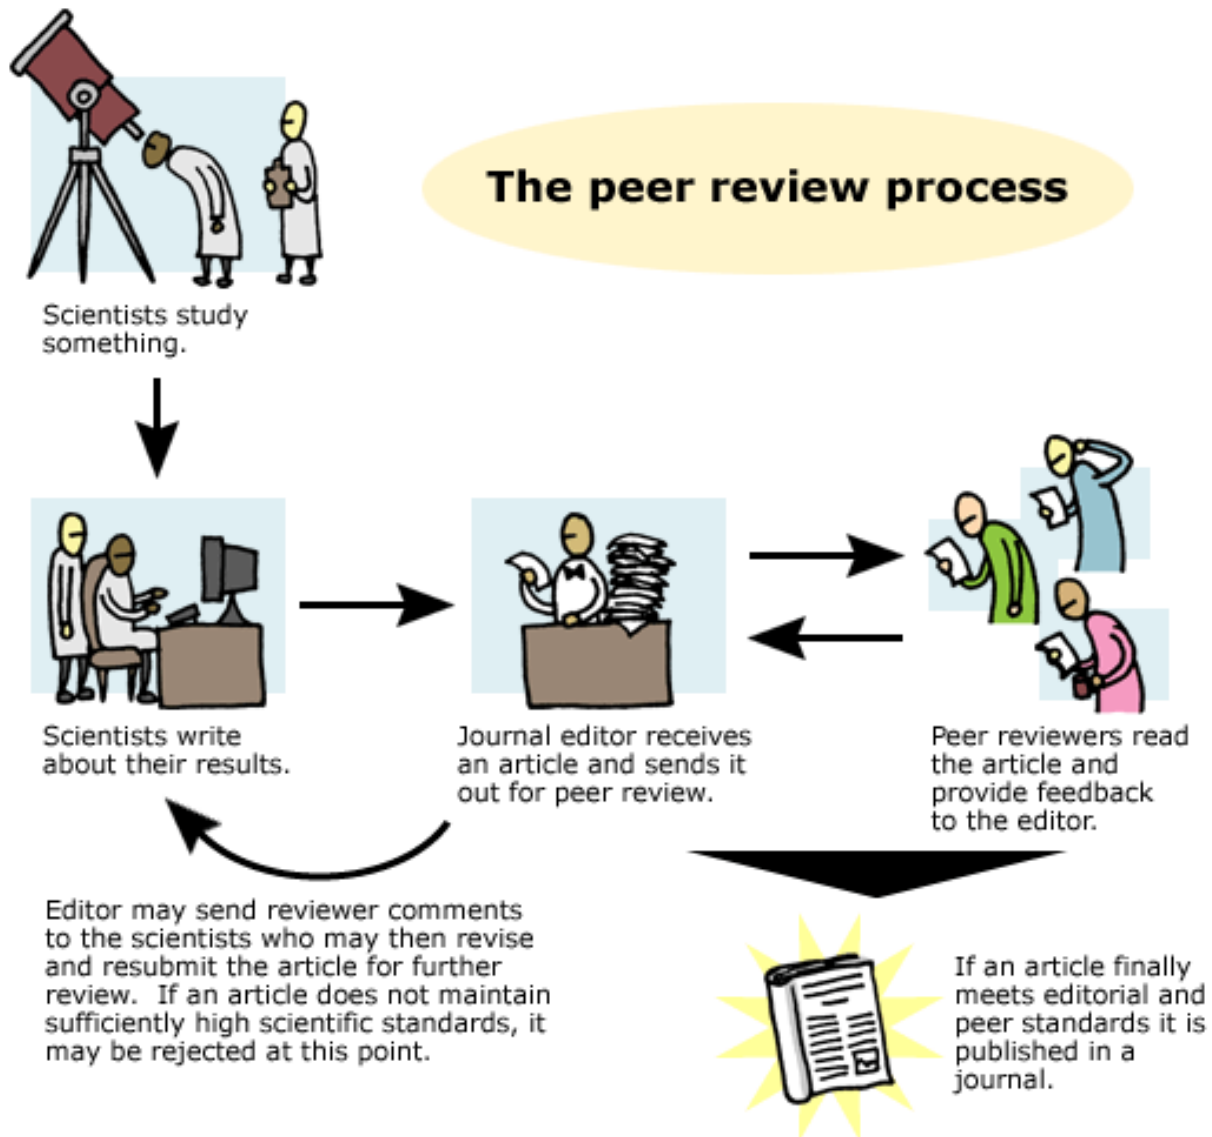 The peer review process
Scientists study
something.
Scientists write
about their results.
Journal editor receives
an article and sends it
out for peer review.
Peer reviewers read
the article and
provide feedback
to the editor.
Editor may send reviewer comments
to the scientists who may then revise
and resubmit the article for further
review.  If an article does not maintain
sufficiently high scientific standards, it
may be rejected at this point.
If an article finally
meets editorial and
peer standards it is
published in a
journal.